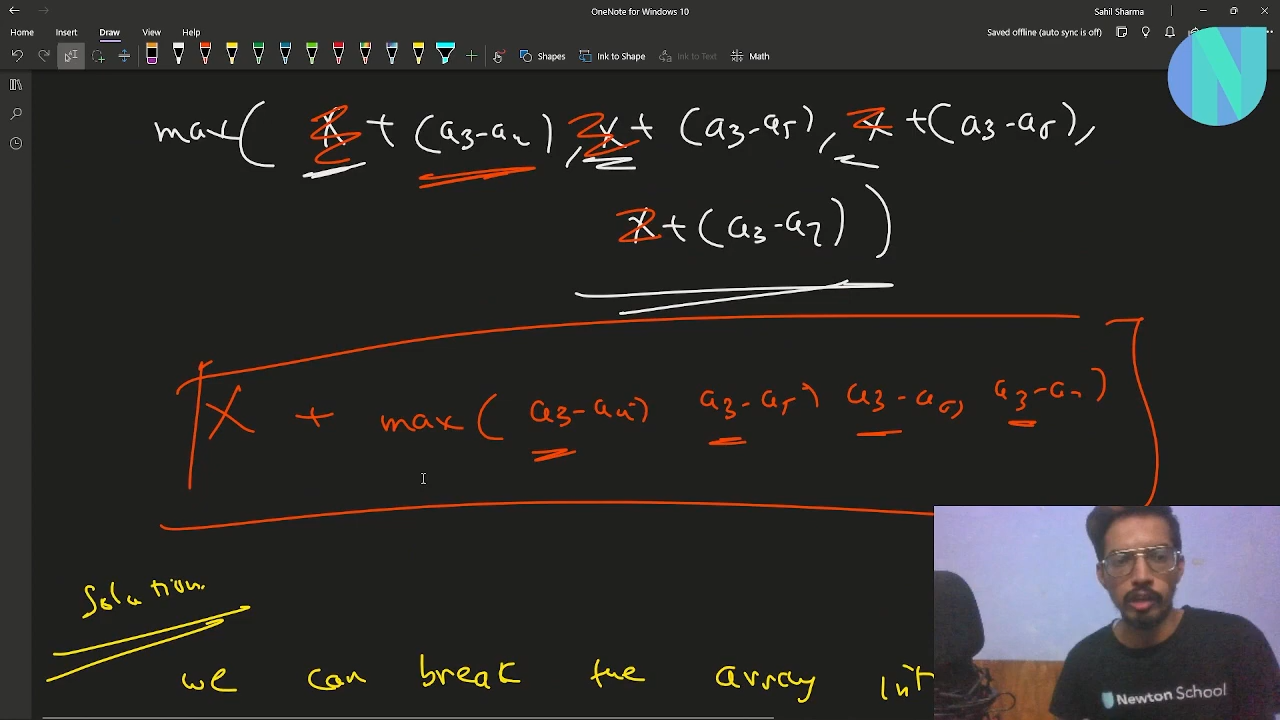 OneNote for Windows 10
Sahil Sharma
Home Insert Draw View Help
Saved offline (auto sync is off)
Shapes Ink to Shape Ink to Text Math
max( X + (a3-a4), X + (a3-a5), X + (a3-a6),
X + (a3-a7) )
X + max( a3-a4, a3-a5, a3-a6, a3-a7 )
Solution.
we can break the array int
Newton School